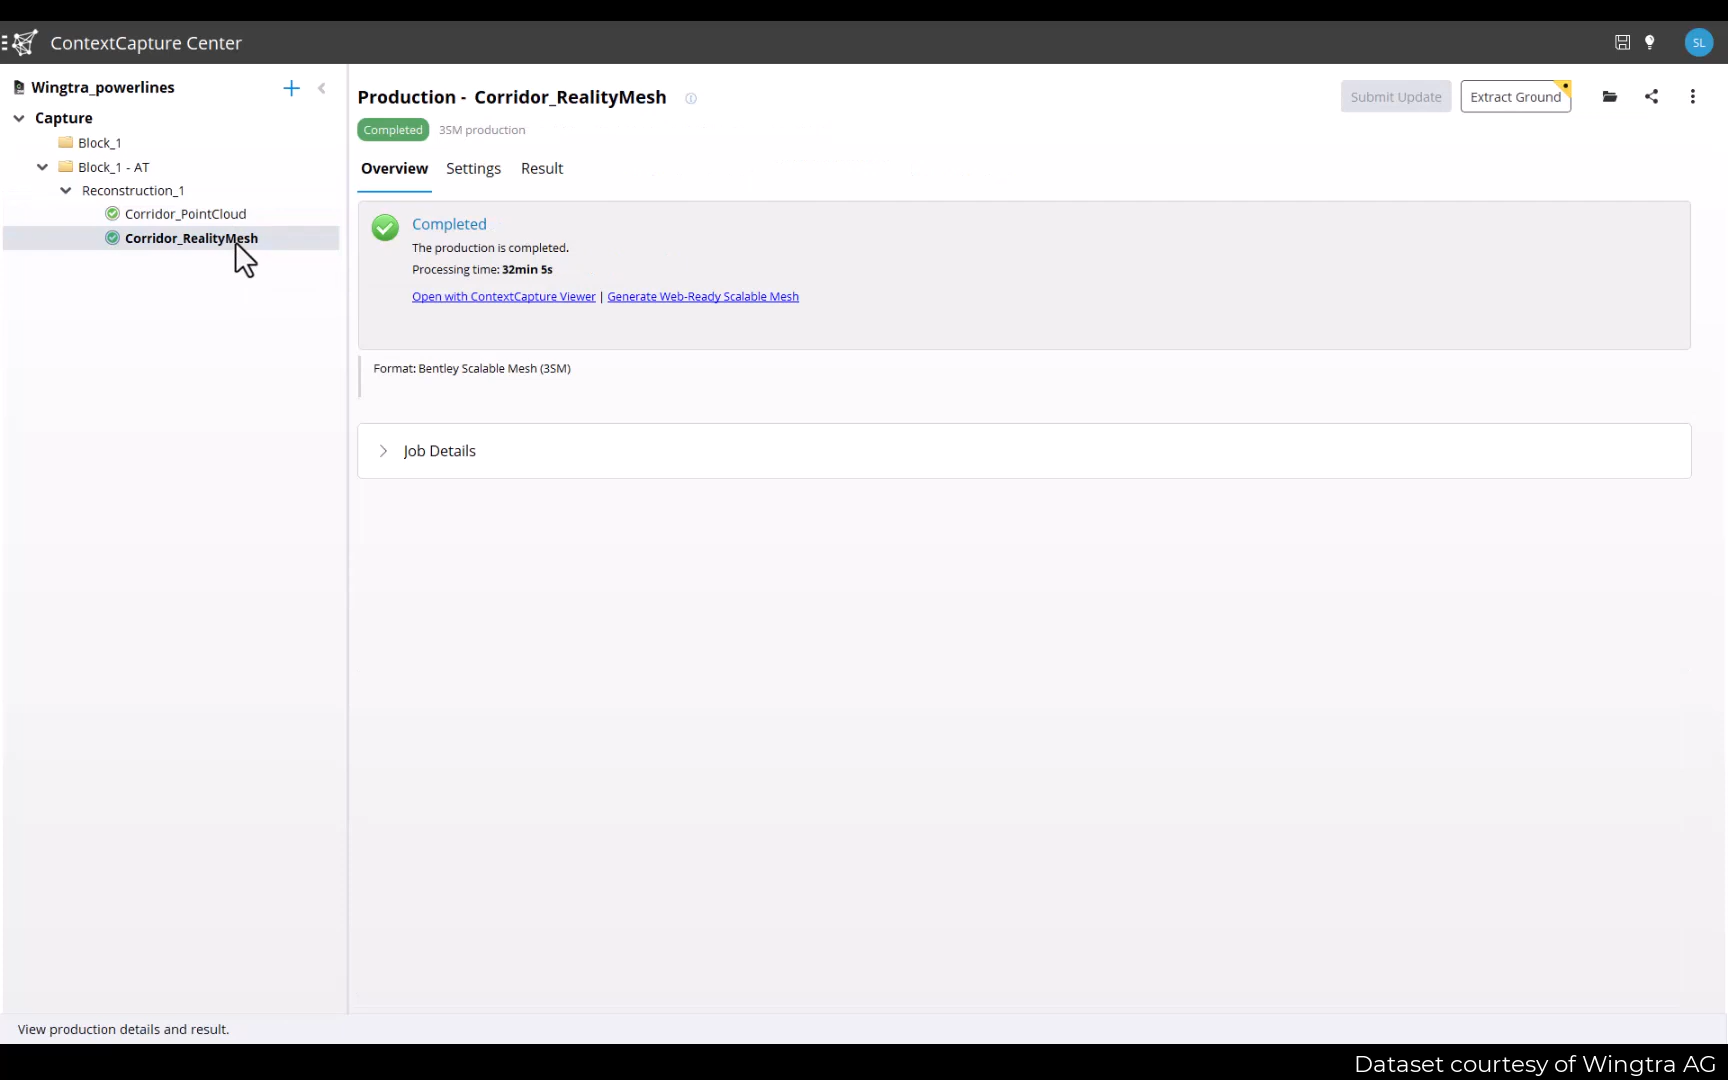 ContextCapture Center
SL
Wingtra_powerlines
Capture
Block_1
Block_1 - AT
Reconstruction_1
Corridor_PointCloud
Corridor_RealityMesh
Production - Corridor_RealityMesh
Submit Update
Extract Ground
Completed 3SM production
Overview Settings Result
Completed
The production is completed.
Processing time: 32min 5s
Open with ContextCapture Viewer | Generate Web-Ready Scalable Mesh
Format: Bentley Scalable Mesh (3SM)
Job Details
View production details and result.
Dataset courtesy of Wingtra AG